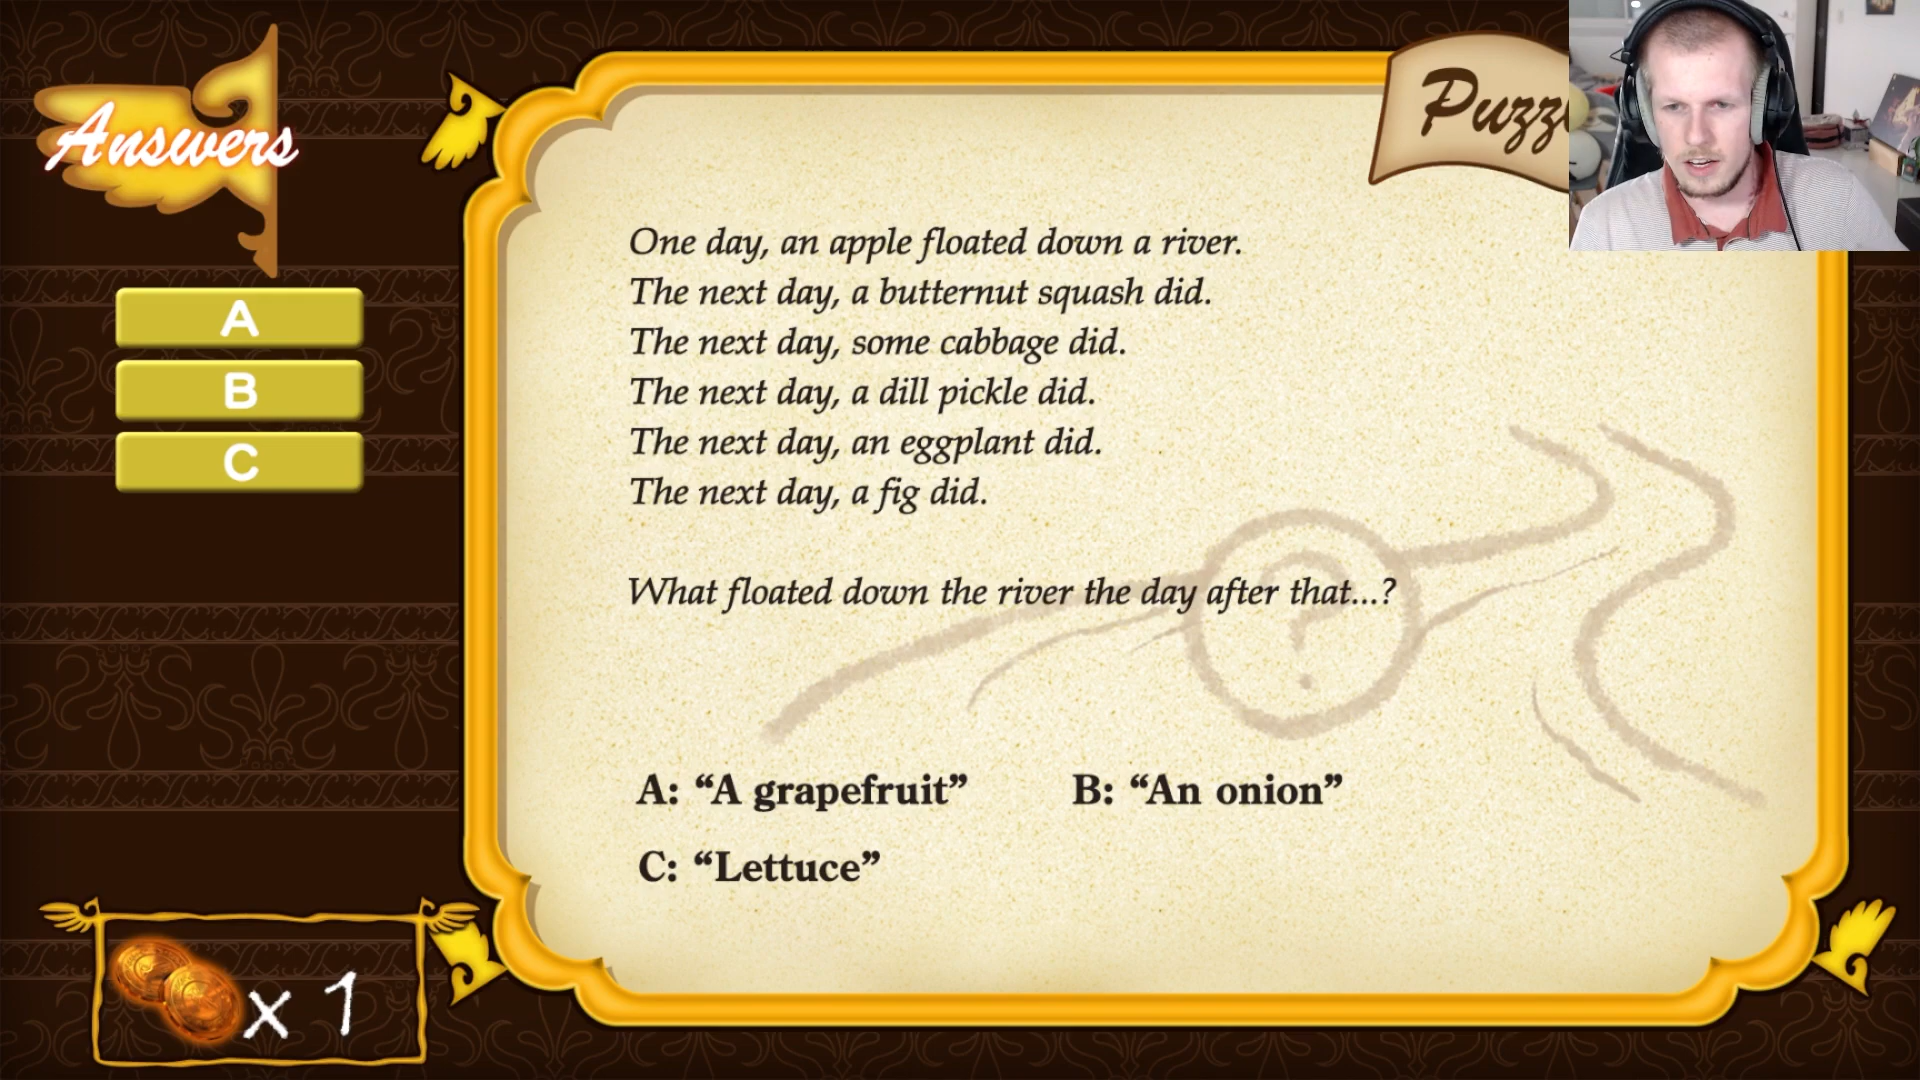 Answers
A
B
C
One day, an apple floated down a river.
The next day, a butternut squash did.
The next day, some cabbage did.
The next day, a dill pickle did.
The next day, an eggplant did.
The next day, a fig did.
What floated down the river the day after that...?
A: “A grapefruit”
B: “An onion”
C: “Lettuce”
x 1